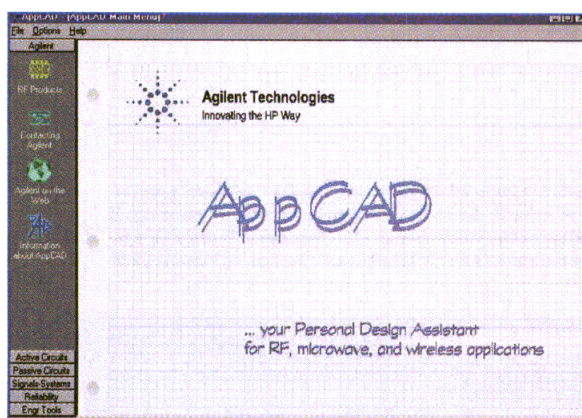 AppCAD - [AppCAD Main Menu]
File Options Help
Agilent
RF Products
Contacting
Agilent
Agilent on the
Web
Information
about AppCAD
Active Circuits
Passive Circuits
Signals-Systems
Reliability
Engr Tools
Agilent Technologies
Innovating the HP Way
AppCAD
... your Personal Design Assistant
for RF, microwave, and wireless applications